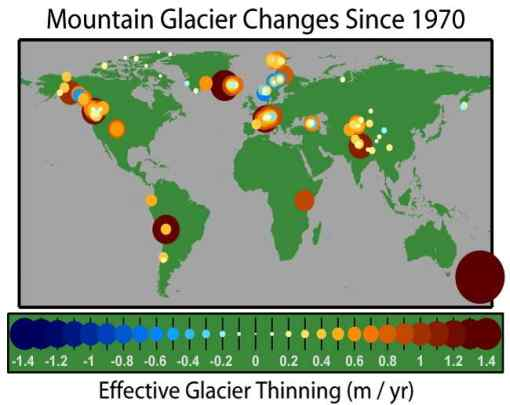 Mountain Glacier Changes Since 1970
-1.4 -1.2 -1 -0.8 -0.6 -0.4 -0.2 0 0.2 0.4 0.6 0.8 1 1.2 1.4
Effective Glacier Thinning (m / yr)